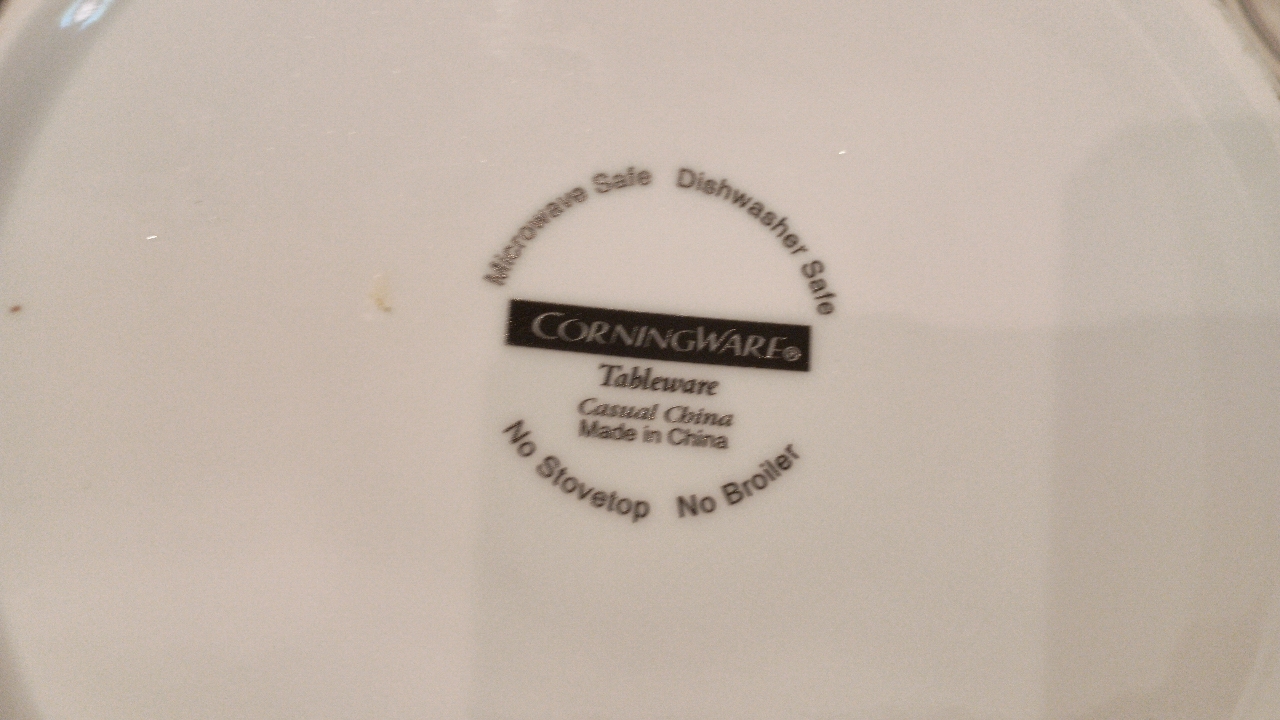 Microwave Safe Dishwasher Safe
CORNINGWARE®
Tableware
Casual China
Made in China
No Stovetop No Broiler